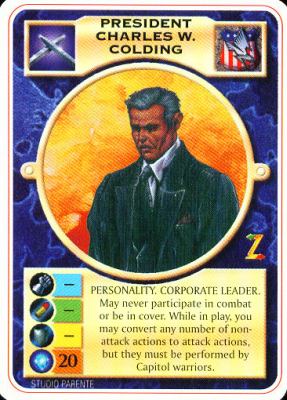 PRESIDENT
CHARLES W.
COLDING
Z
PERSONALITY. CORPORATE LEADER.
May never participate in combat
or be in cover. While in play, you
may convert any number of non-
attack actions to attack actions,
but they must be performed by
Capitol warriors.
–
–
–
20
STUDIO PARENTE